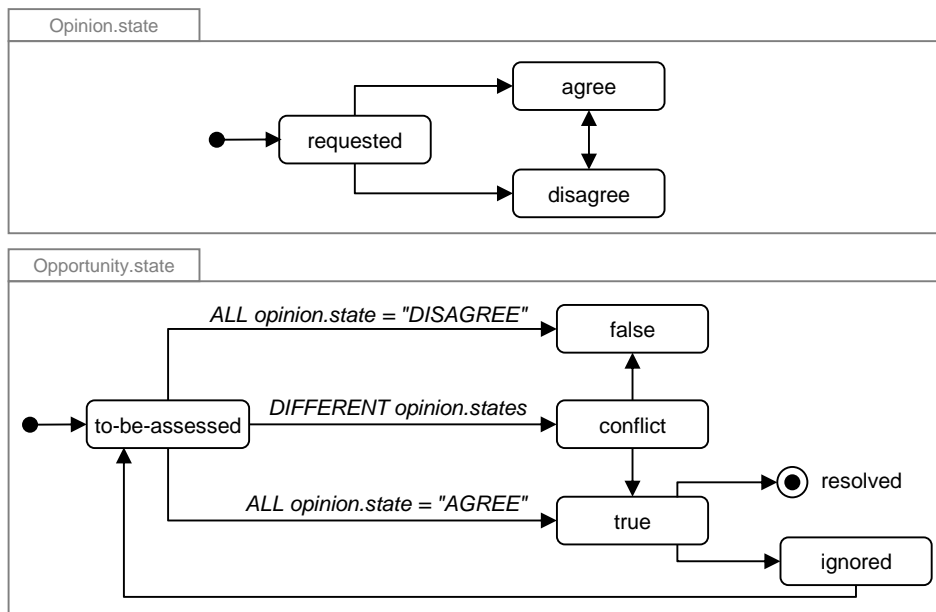 Opinion.state
agree
requested
disagree
Opportunity.state
ALL opinion.state = "DISAGREE"
false
to-be-assessed
DIFFERENT opinion.states
conflict
ALL opinion.state = "AGREE"
true
resolved
ignored